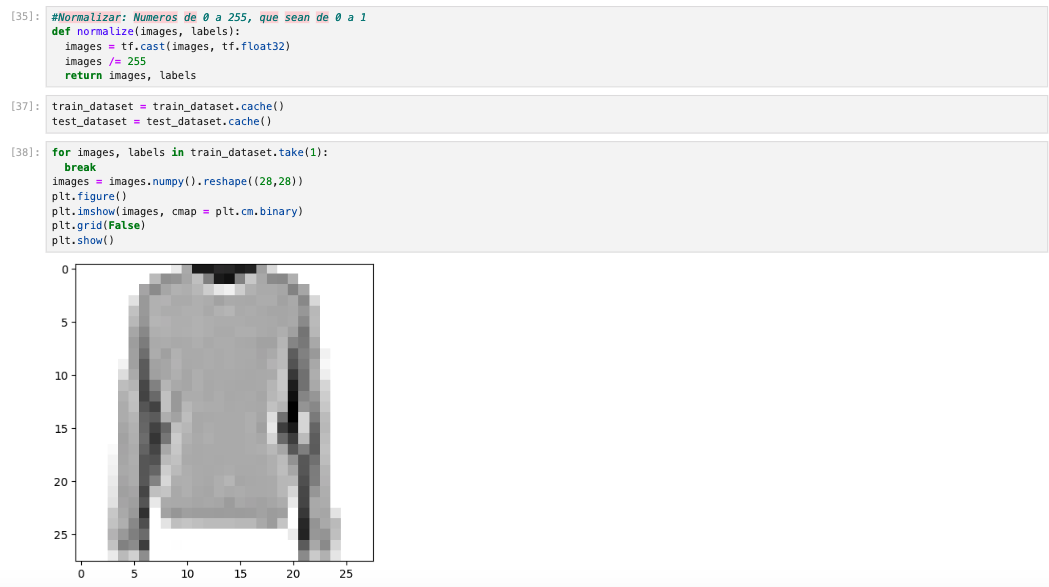 [35]: #Normalizar: Numeros de 0 a 255, que sean de 0 a 1
def normalize(images, labels):
  images = tf.cast(images, tf.float32)
  images /= 255
  return images, labels
[37]: train_dataset = train_dataset.cache()
test_dataset = test_dataset.cache()
[38]: for images, labels in train_dataset.take(1):
  break
images = images.numpy().reshape((28,28))
plt.figure()
plt.imshow(images, cmap = plt.cm.binary)
plt.grid(False)
plt.show()
0
5
10
15
20
25
0 5 10 15 20 25